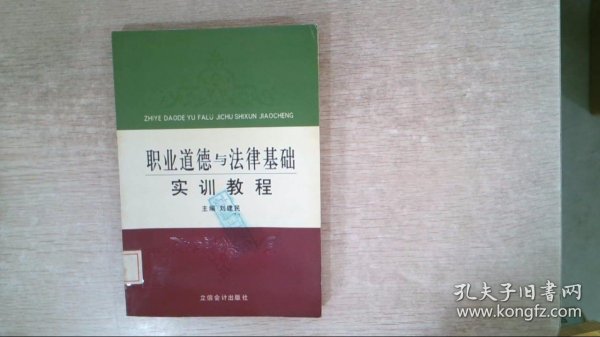 ZHIYE DAODE YU FALÜ JICHU SHIXUN JIAOCHENG
职业道德与法律基础
实训教程
主编 刘建民
立信会计出版社
孔夫子旧书网
www.kongfz.com